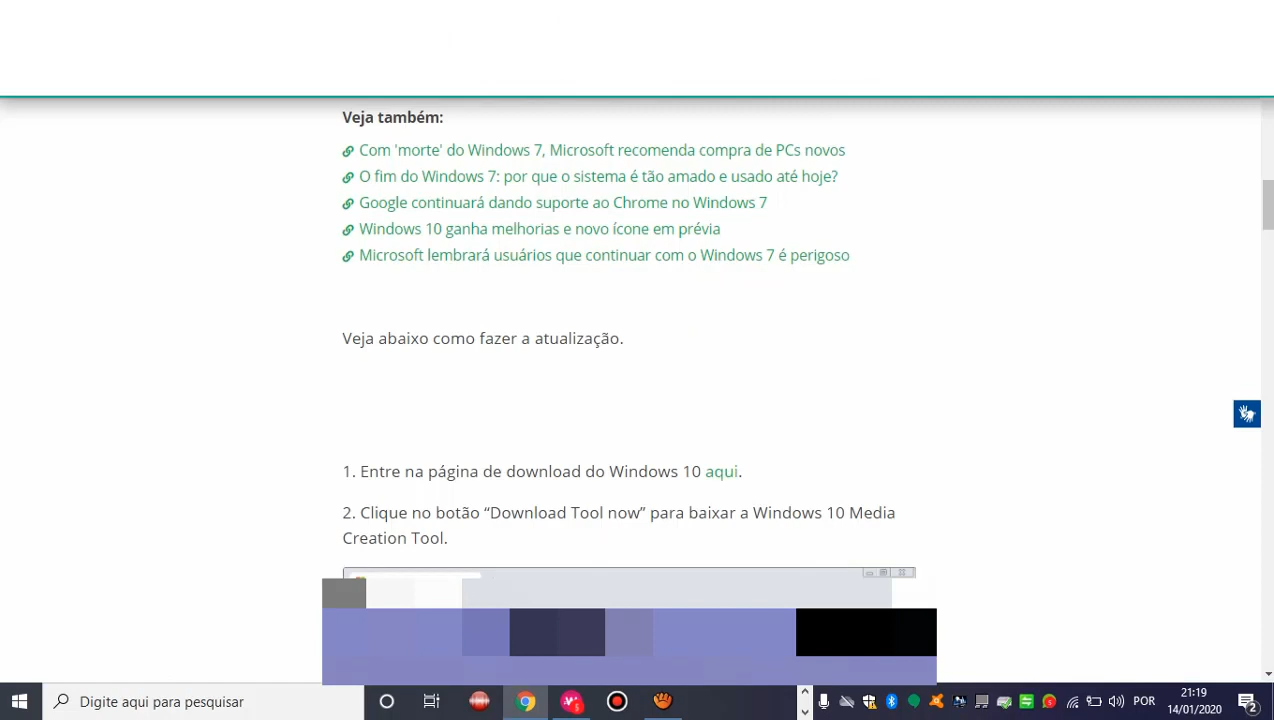 Veja também:
Com 'morte' do Windows 7, Microsoft recomenda compra de PCs novos
O fim do Windows 7: por que o sistema é tão amado e usado até hoje?
Google continuará dando suporte ao Chrome no Windows 7
Windows 10 ganha melhorias e novo ícone em prévia
Microsoft lembrará usuários que continuar com o Windows 7 é perigoso
Veja abaixo como fazer a atualização.
1. Entre na página de download do Windows 10 aqui.
2. Clique no botão “Download Tool now” para baixar a Windows 10 Media
Creation Tool.
Digite aqui para pesquisar
POR
21:19
14/01/2020
2